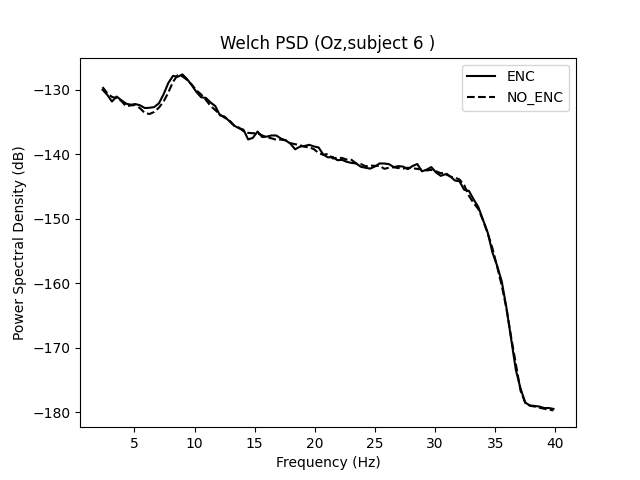 Welch PSD (Oz,subject 6 )
ENC
NO_ENC
Power Spectral Density (dB)
−130
−140
−150
−160
−170
−180
5 10 15 20 25 30 35 40
Frequency (Hz)